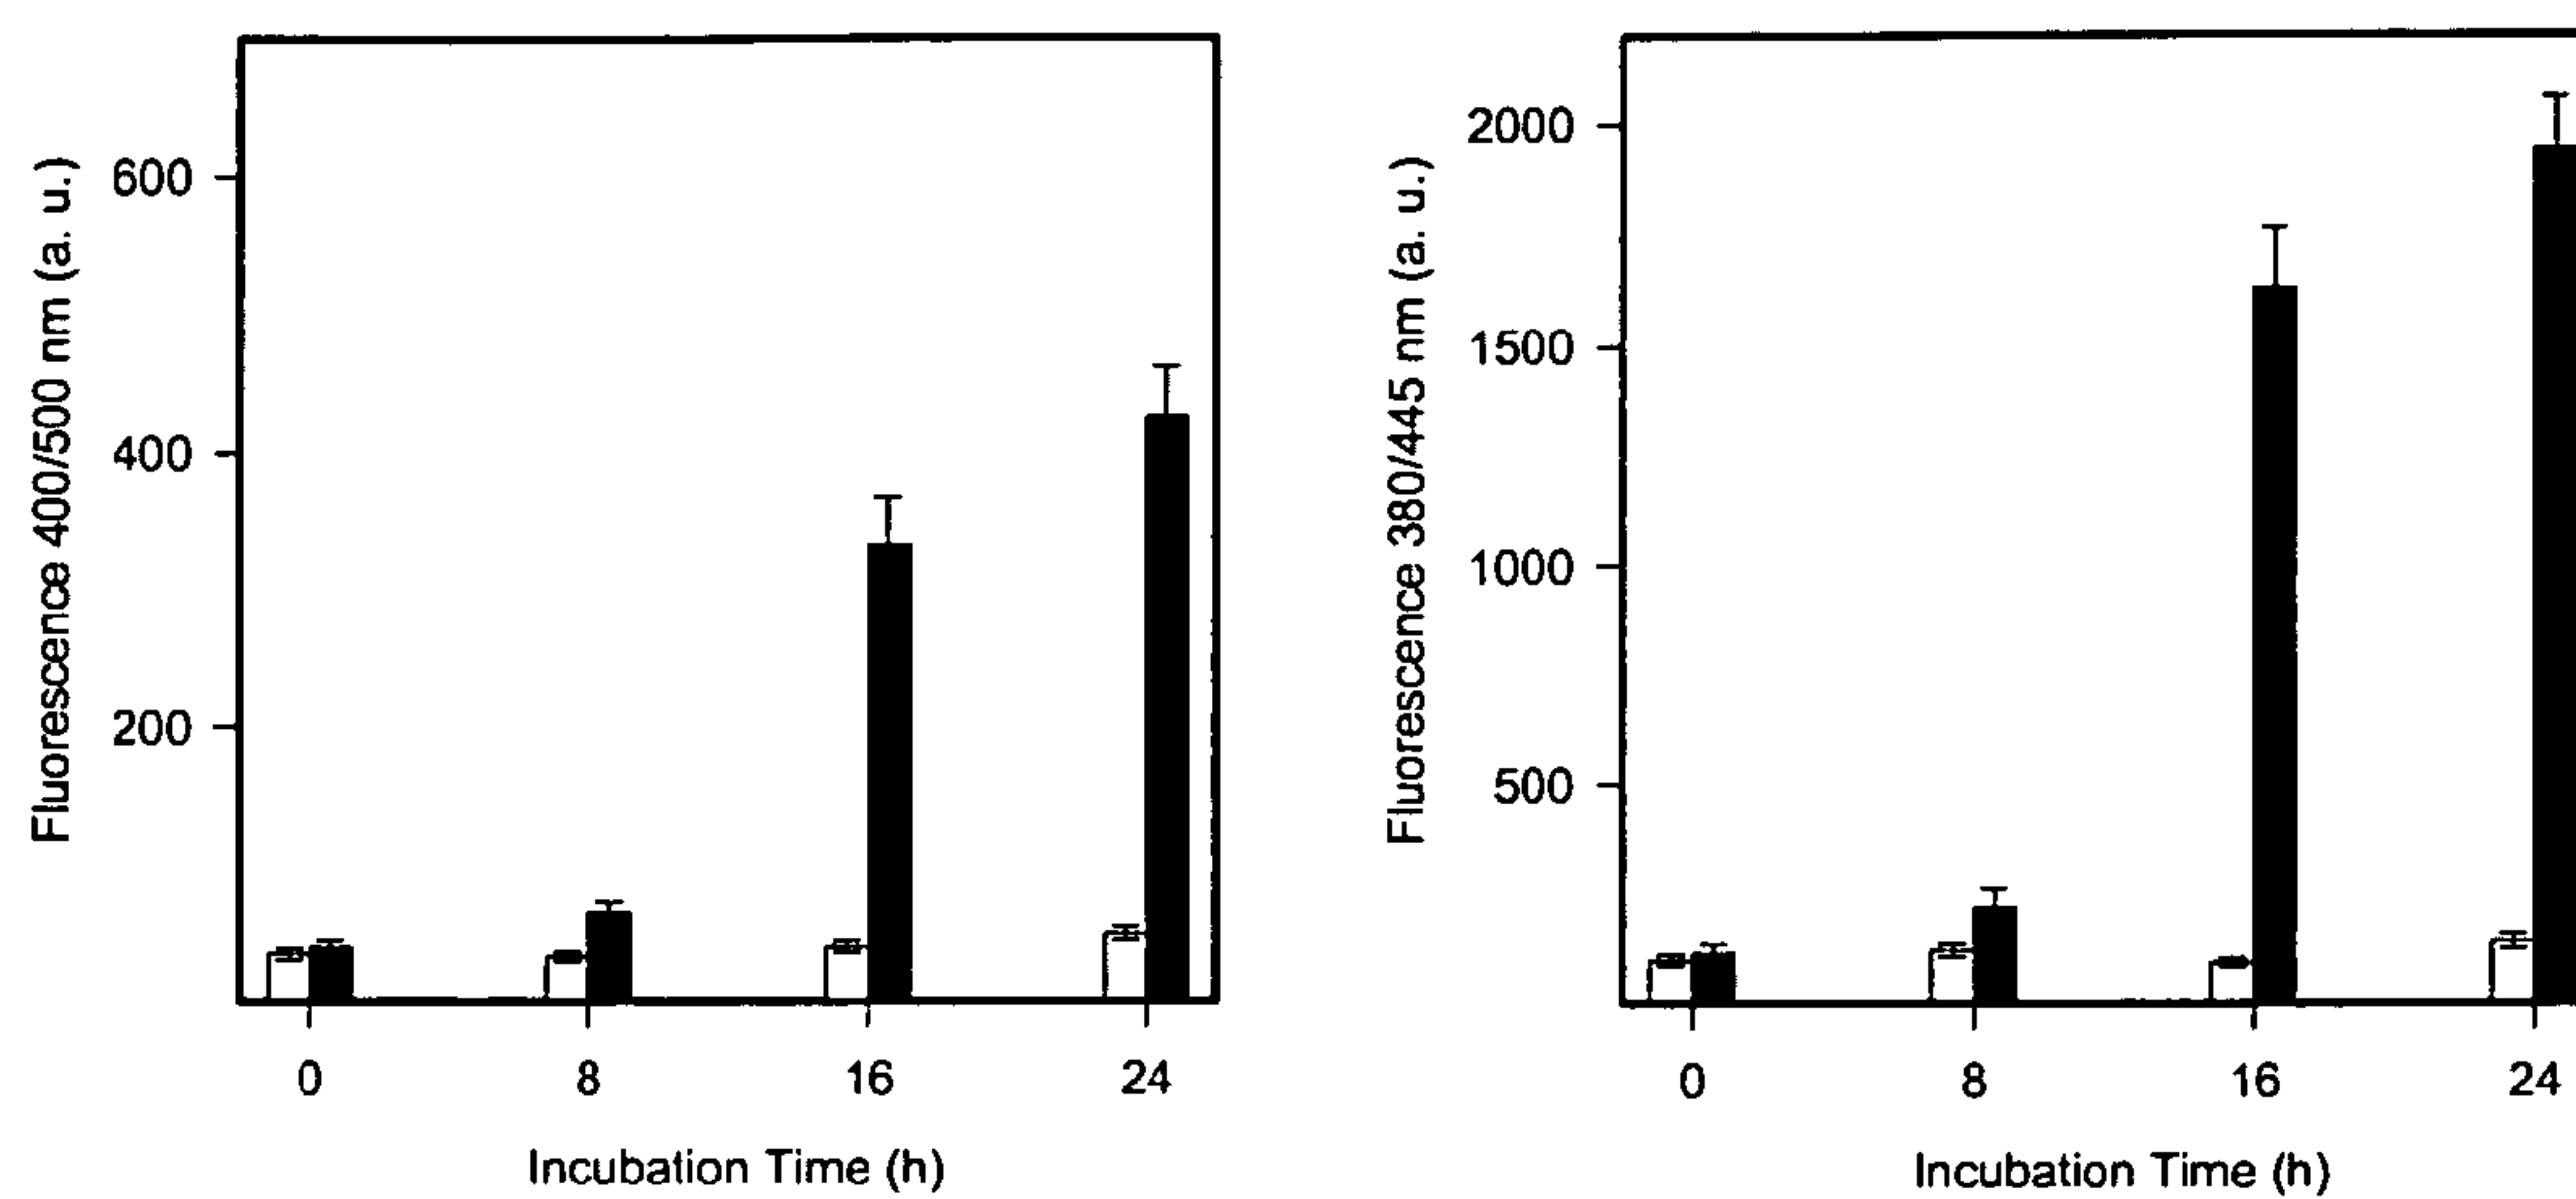 Fluorescence 400/500 nm (a. u.)
600
400
200
0 8 16 24
Incubation Time (h)
Fluorescence 380/445 nm (a. u.)
2000
1500
1000
500
0 8 16 24
Incubation Time (h)